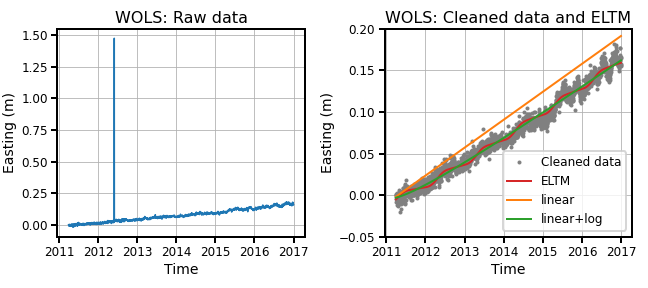 WOLS: Raw data
1.50
1.25
1.00
0.75
0.50
0.25
0.00
Easting (m)
2011 2012 2013 2014 2015 2016 2017
Time
WOLS: Cleaned data and ELTM
0.20
0.15
0.10
0.05
0.00
−0.05
Easting (m)
Cleaned data
ELTM
linear
linear+log
2011 2012 2013 2014 2015 2016 2017
Time